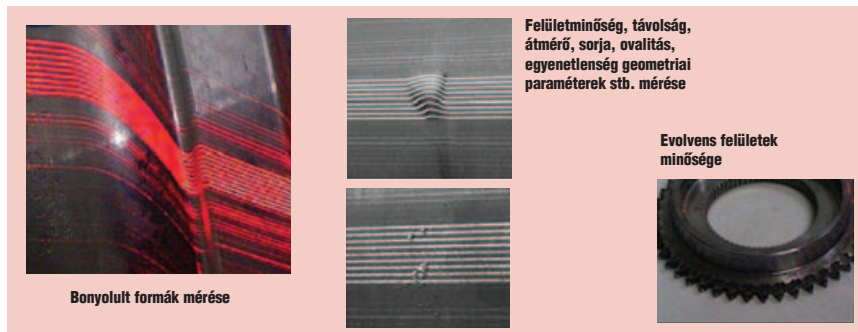 Felületminőség, távolság,
átmérő, sorja, ovalitás,
egyenetlenség geometriai
paraméterek stb. mérése
Evolvens felületek
minősége
Bonyolult formák mérése